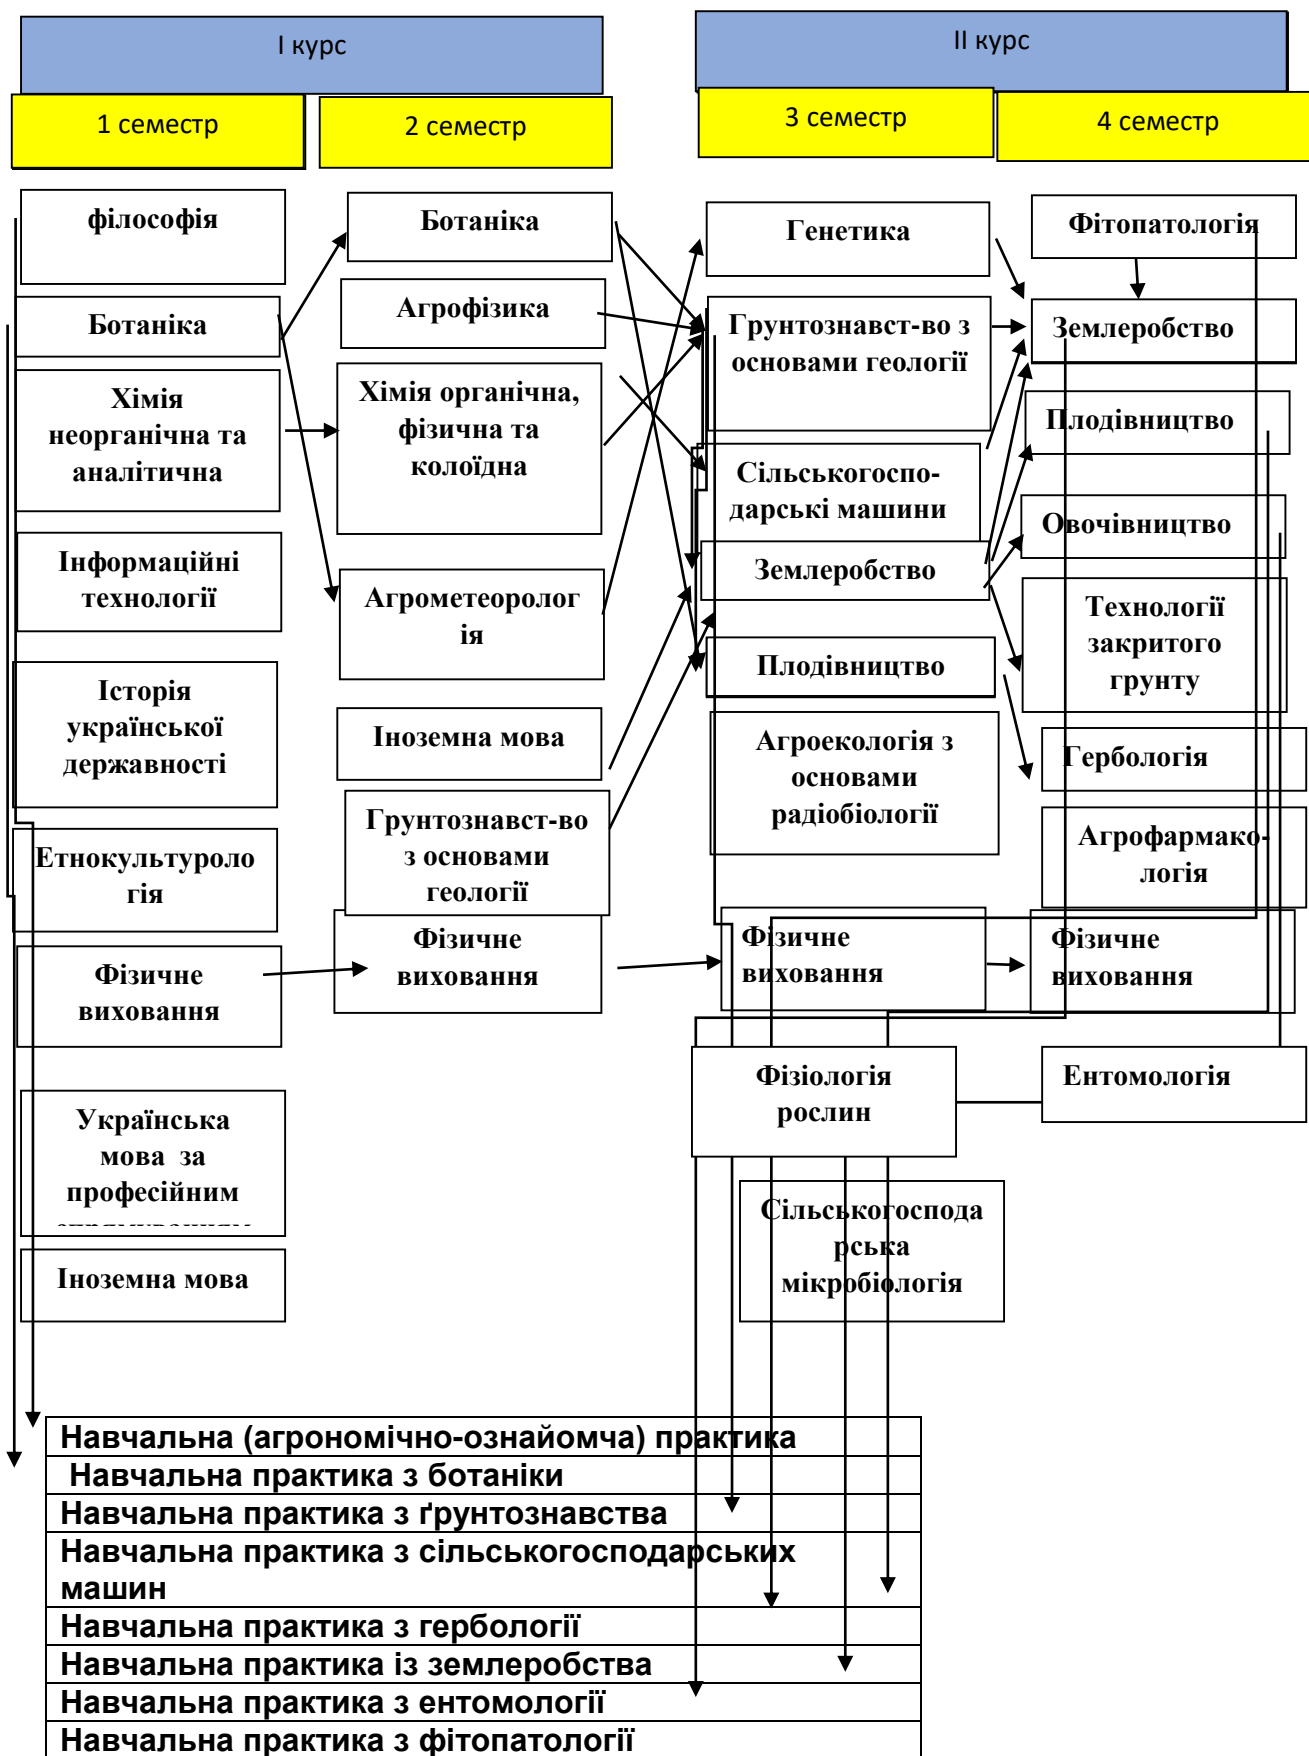 І курс
ІІ курс
1 семестр
2 семестр
3 семестр
4 семестр
філософія
Ботаніка
Хімія
неорганічна та
аналітична
Інформаційні
технології
Історія
української
державності
Етнокультуроло
гія
Фізичне
виховання
Українська
мова за
професійним
Іноземна мова
Ботаніка
Агрофізика
Хімія органічна,
фізична та
колоїдна
Агрометеоролог
ія
Іноземна мова
Грунтознавст-во
з основами
геології
Фізичне
виховання
Генетика
Грунтознавст-во з
основами геології
Сільськогоспо-
дарські машини
Землеробство
Плодівництво
Агроекологія з
основами
радіобіології
Фізичне
виховання
Фізіологія
рослин
Сільськогоспода
рська
мікробіологія
Фітопатологія
Землеробство
Плодівництво
Овочівництво
Технології
закритого
грунту
Гербологія
Агрофармако-
логія
Фізичне
виховання
Ентомологія
Навчальна (агрономічно-ознайомча) практика
Навчальна практика з ботаніки
Навчальна практика з ґрунтознавства
Навчальна практика з сільськогосподарських
машин
Навчальна практика з гербології
Навчальна практика із землеробства
Навчальна практика з ентомології
Навчальна практика з фітопатології